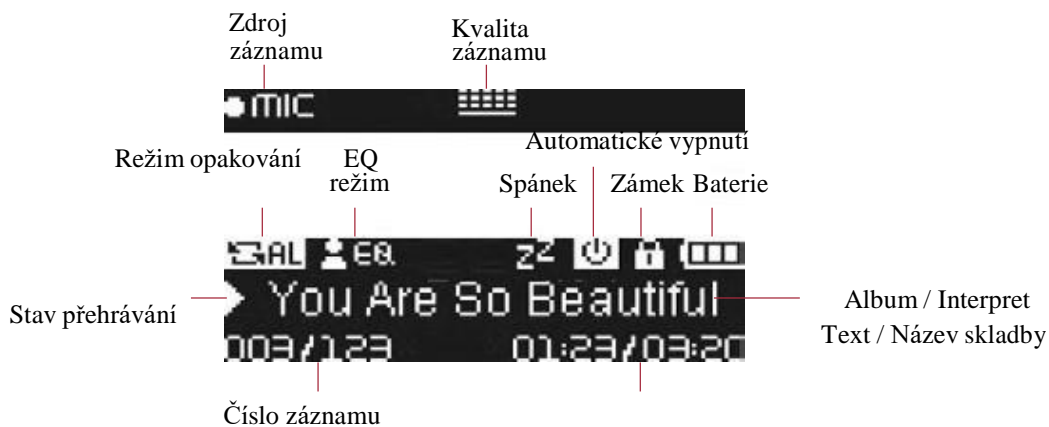 Zdroj
záznamu
Kvalita
záznamu
MIC
Automatické vypnutí
Režim opakování
EQ
režim
Spánek
Zámek
Baterie
AL
EQ
zz
You Are So Beautiful
Stav přehrávání
Album / Interpret
Text / Název skladby
003/123
01:23/03:20
Číslo záznamu